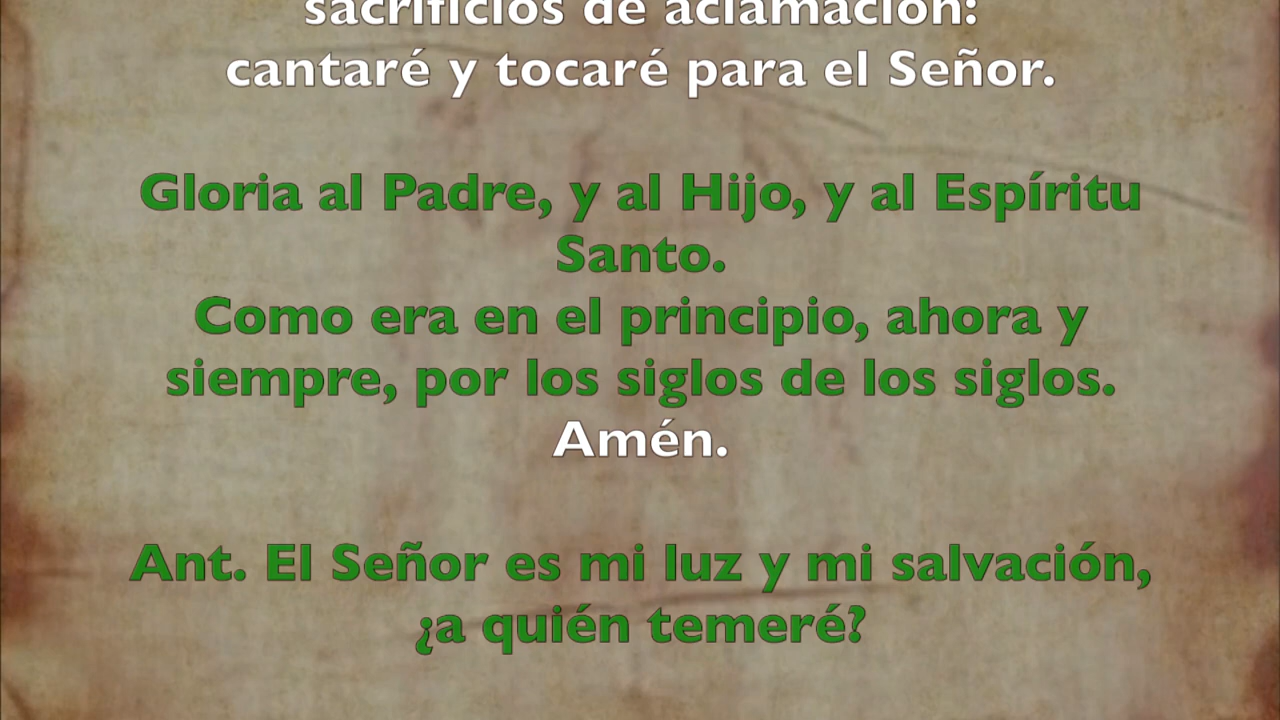 sacrificios de aclamación:
cantaré y tocaré para el Señor.
Gloria al Padre, y al Hijo, y al Espíritu
Santo.
Como era en el principio, ahora y
siempre, por los siglos de los siglos.
Amén.
Ant. El Señor es mi luz y mi salvación,
¿a quién temeré?